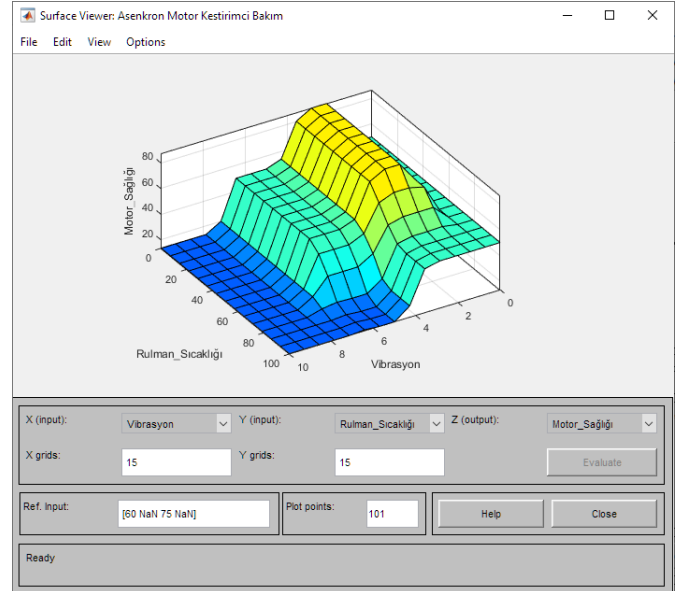 Surface Viewer: Asenkron Motor Kestirimci Bakım
File Edit View Options
80
60
40
20
Motor_Sağlığı
0
20
40
60
80
100
Rulman_Sıcaklığı
10
8
6
4
2
0
Vibrasyon
X (input): Vibrasyon Y (input): Rulman_Sıcaklığı Z (output): Motor_Sağlığı
X grids: 15 Y grids: 15 Evaluate
Ref. Input: [60 NaN 75 NaN] Plot points: 101 Help Close
Ready